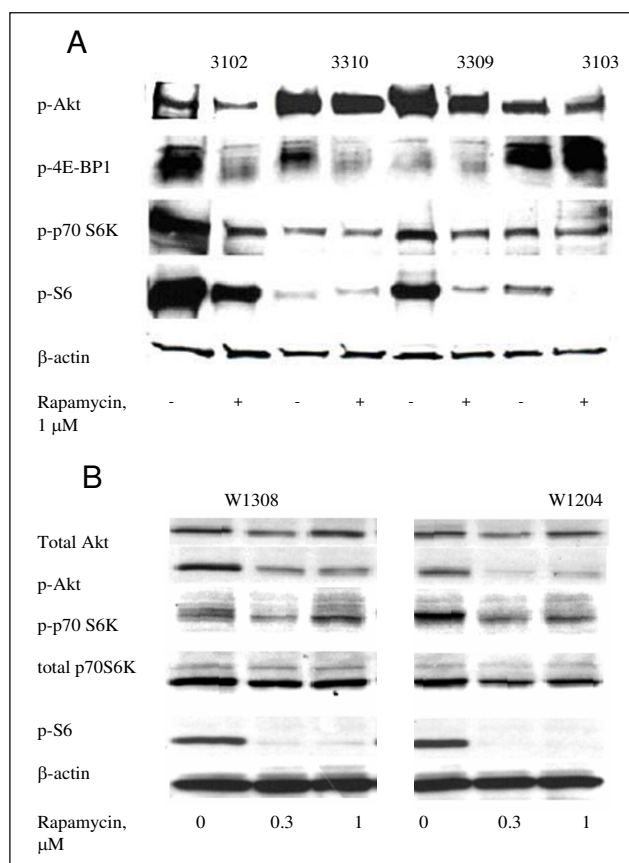 A
3102 3310 3309 3103
p-Akt
p-4E-BP1
p-p70 S6K
p-S6
β-actin
Rapamycin, - + - + - + - +
1 μM
B
W1308 W1204
Total Akt
p-Akt
p-p70 S6K
total p70S6K
p-S6
β-actin
Rapamycin, 0 0.3 1 0 0.3 1
μM